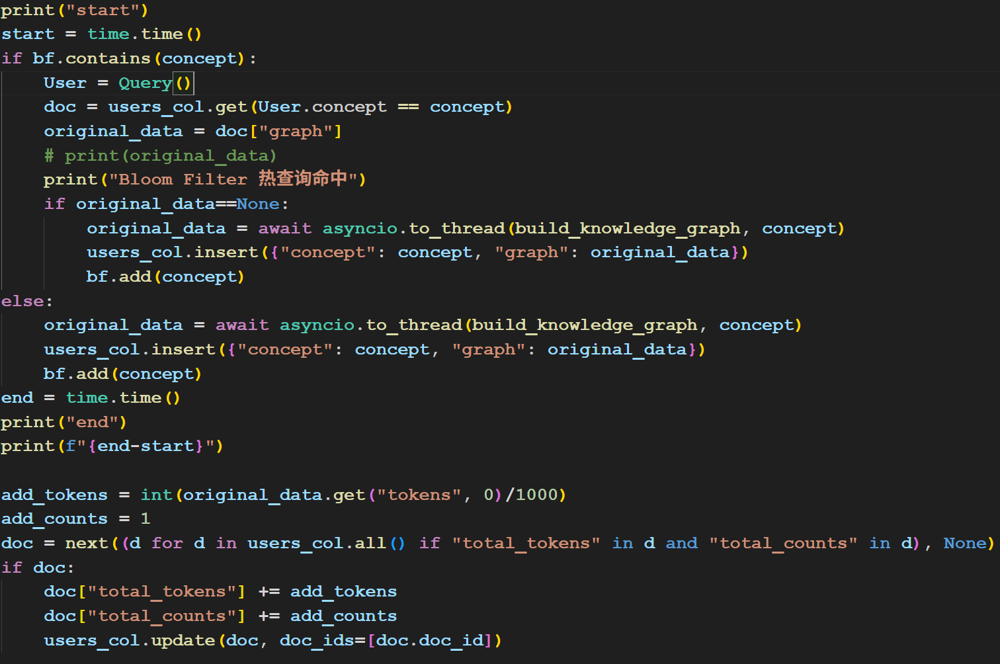 print("start")
start = time.time()
if bf.contains(concept):
    User = Query()
    doc = users_col.get(User.concept == concept)
    original_data = doc["graph"]
    # print(original_data)
    print("Bloom Filter 热查询命中")
    if original_data==None:
        original_data = await asyncio.to_thread(build_knowledge_graph, concept)
        users_col.insert({"concept": concept, "graph": original_data})
        bf.add(concept)
else:
    original_data = await asyncio.to_thread(build_knowledge_graph, concept)
    users_col.insert({"concept": concept, "graph": original_data})
    bf.add(concept)
end = time.time()
print("end")
print(f"{end-start}")

add_tokens = int(original_data.get("tokens", 0)/1000)
add_counts = 1
doc = next((d for d in users_col.all() if "total_tokens" in d and "total_counts" in d), None)
if doc:
    doc["total_tokens"] += add_tokens
    doc["total_counts"] += add_counts
    users_col.update(doc, doc_ids=[doc.doc_id])